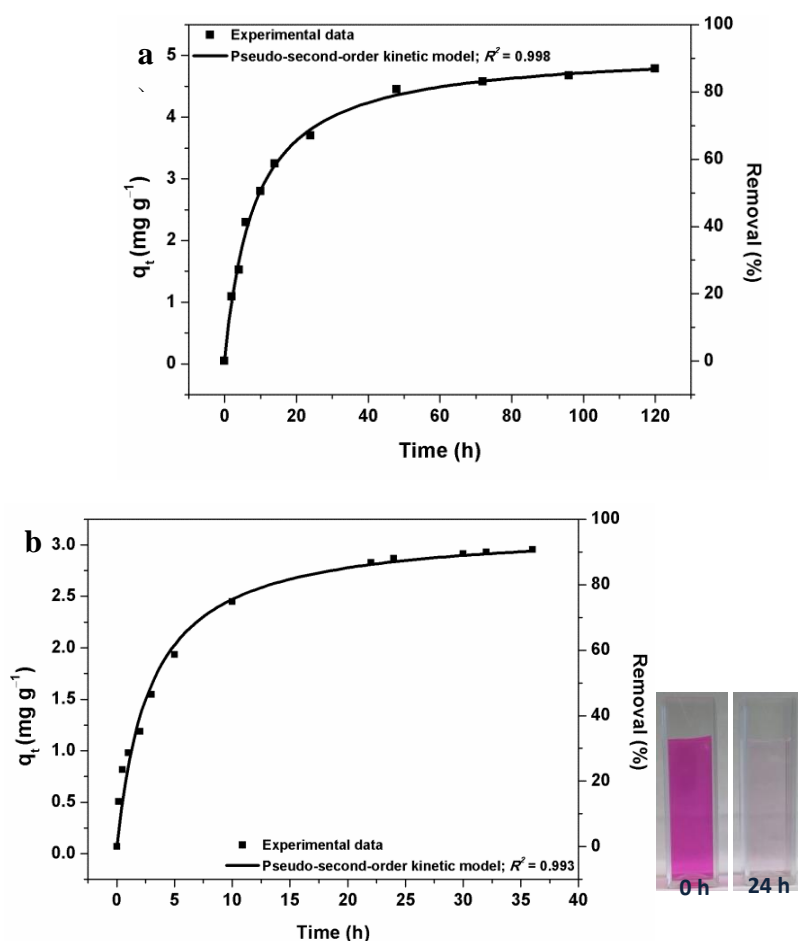 a
Experimental data
Pseudo-second-order kinetic model; R² = 0.998
5
4
3
2
1
0
qt (mg g⁻¹)
100
80
60
40
20
0
Removal (%)
0 20 40 60 80 100 120
Time (h)
b
3.0
2.5
2.0
1.5
1.0
0.5
0.0
qt (mg g⁻¹)
100
80
60
40
20
0
Removal (%)
Experimental data
Pseudo-second-order kinetic model; R² = 0.993
0 5 10 15 20 25 30 35 40
Time (h)
0 h 24 h